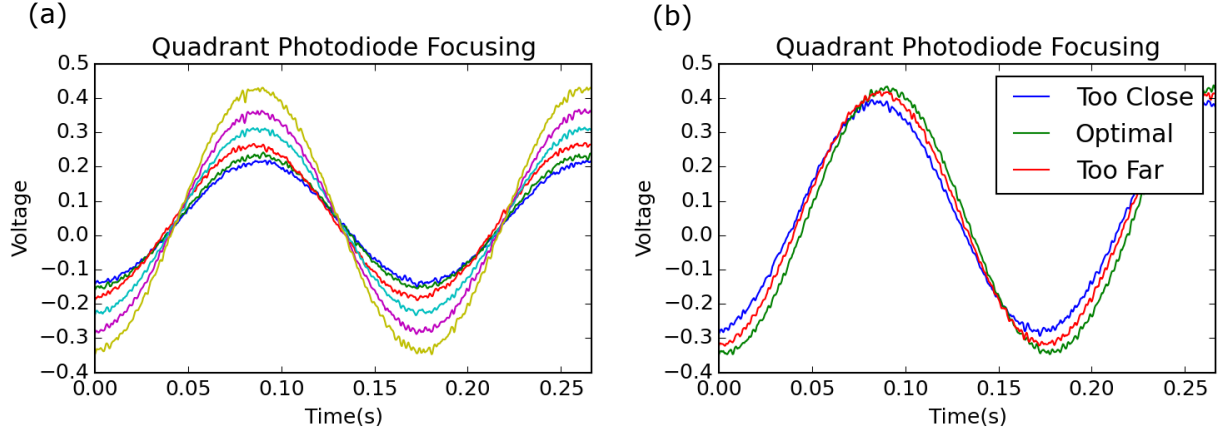 (a)
Quadrant Photodiode Focusing
0.5
0.4
0.3
0.2
0.1
0.0
−0.1
−0.2
−0.3
−0.4
Voltage
0.00 0.05 0.10 0.15 0.20 0.25
Time(s)
(b)
Quadrant Photodiode Focusing
0.5
0.4
0.3
0.2
0.1
0.0
−0.1
−0.2
−0.3
−0.4
Voltage
Too Close
Optimal
Too Far
0.00 0.05 0.10 0.15 0.20 0.25
Time(s)